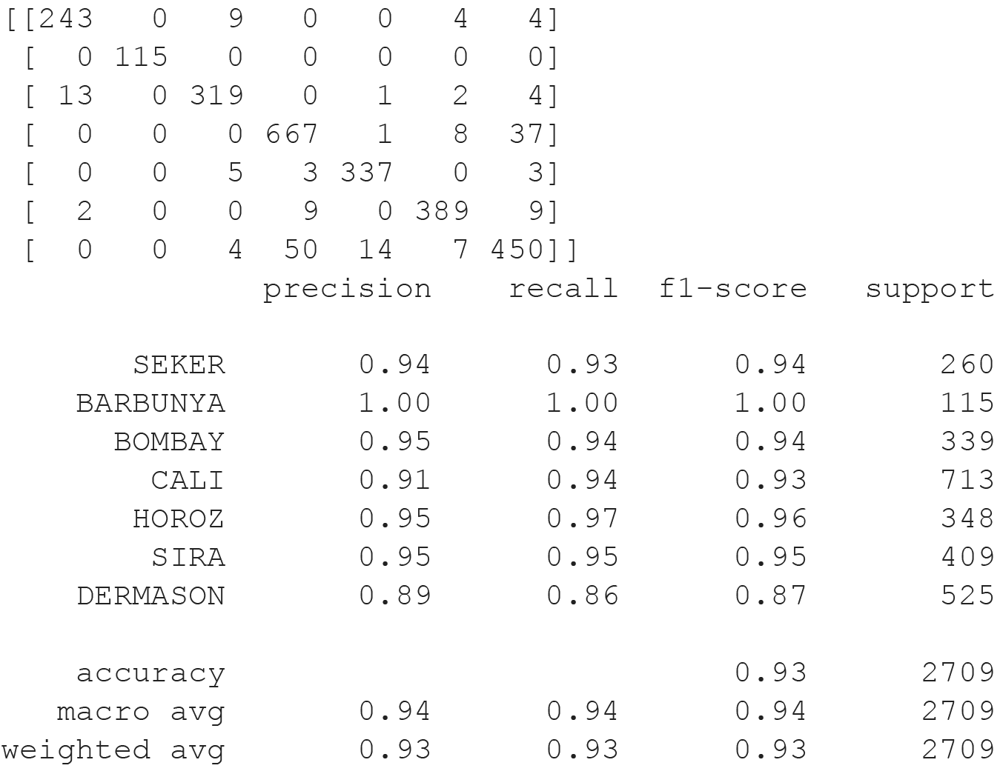 [[243   0   9   0   0   4   4]
 [  0 115   0   0   0   0   0]
 [ 13   0 319   0   1   2   4]
 [  0   0   0 667   1   8  37]
 [  0   0   5   3 337   0   3]
 [  2   0   0   9   0 389   9]
 [  0   0   4  50  14   7 450]]
              precision    recall  f1-score   support

       SEKER       0.94      0.93      0.94       260
    BARBUNYA       1.00      1.00      1.00       115
      BOMBAY       0.95      0.94      0.94       339
        CALI       0.91      0.94      0.93       713
       HOROZ       0.95      0.97      0.96       348
        SIRA       0.95      0.95      0.95       409
    DERMASON       0.89      0.86      0.87       525

    accuracy                           0.93      2709
   macro avg       0.94      0.94      0.94      2709
weighted avg       0.93      0.93      0.93      2709